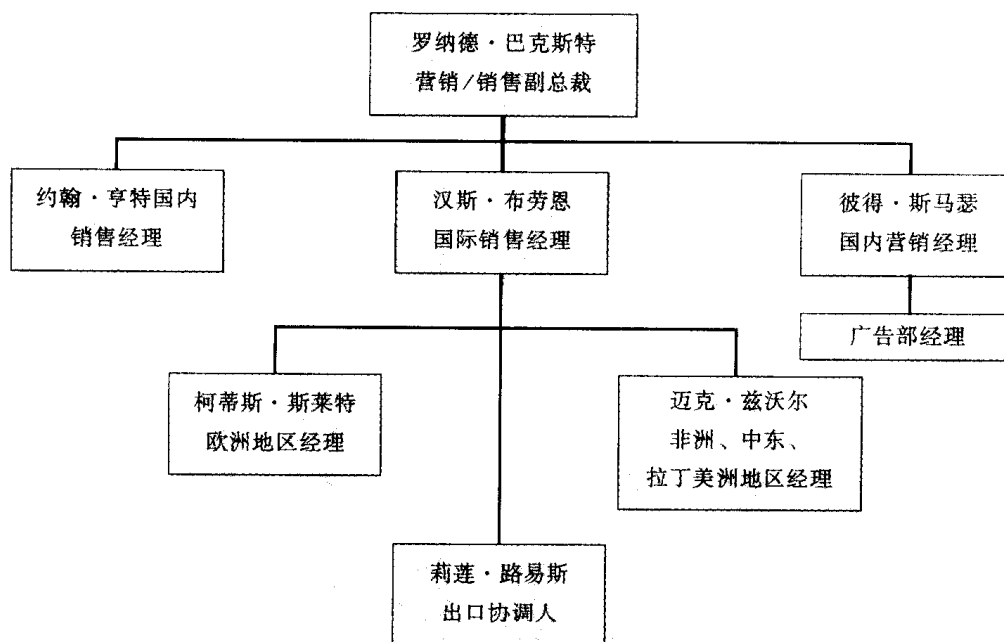 罗纳德·巴克斯特
营销/销售副总裁
约翰·亨特国内
销售经理
汉斯·布劳恩
国际销售经理
彼得·斯马瑟
国内营销经理
广告部经理
柯蒂斯·斯莱特
欧洲地区经理
迈克·兹沃尔
非洲、中东、
拉丁美洲地区经理
莉莲·路易斯
出口协调人